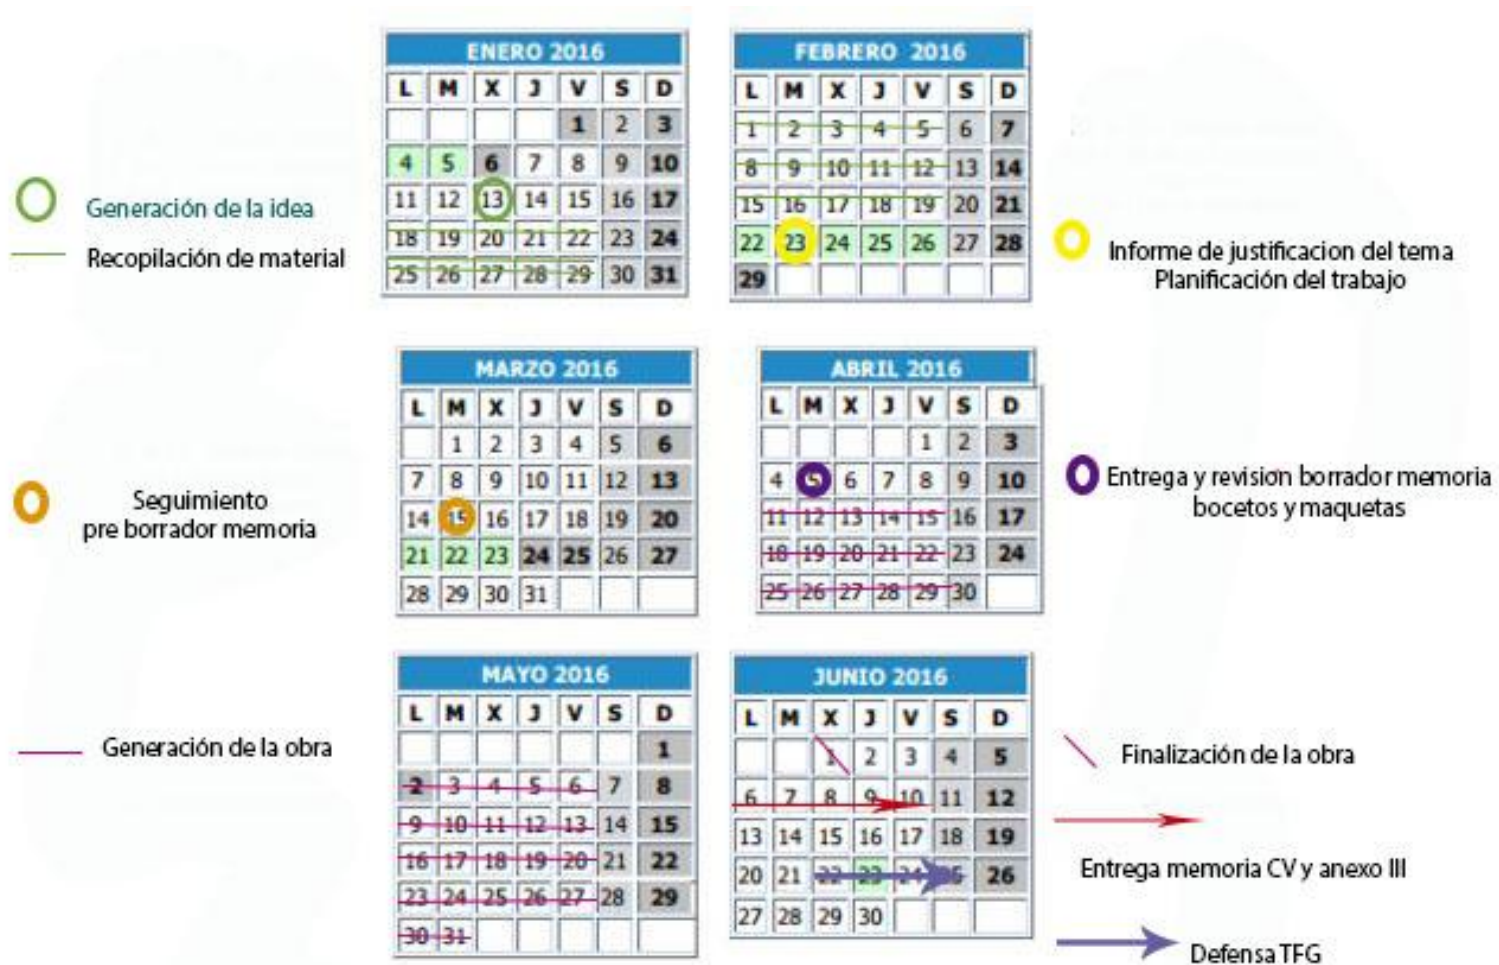 ENERO 2016
L M X J V S D
1 2 3
4 5 6 7 8 9 10
11 12 13 14 15 16 17
18 19 20 21 22 23 24
25 26 27 28 29 30 31
FEBRERO 2016
L M X J V S D
1 2 3 4 5 6 7
8 9 10 11 12 13 14
15 16 17 18 19 20 21
22 23 24 25 26 27 28
29
Generación de la idea
Recopilación de material
Informe de justificacion del tema
Planificación del trabajo
MARZO 2016
L M X J V S D
1 2 3 4 5 6
7 8 9 10 11 12 13
14 15 16 17 18 19 20
21 22 23 24 25 26 27
28 29 30 31
ABRIL 2016
L M X J V S D
1 2 3
4 5 6 7 8 9 10
11 12 13 14 15 16 17
18 19 20 21 22 23 24
25 26 27 28 29 30
Seguimiento
pre borrador memoria
Entrega y revisión borrador memoria
bocetos y maquetas
MAYO 2016
L M X J V S D
1
2 3 4 5 6 7 8
9 10 11 12 13 14 15
16 17 18 19 20 21 22
23 24 25 26 27 28 29
30 31
JUNIO 2016
L M X J V S D
1 2 3 4 5
6 7 8 9 10 11 12
13 14 15 16 17 18 19
20 21 22 23 24 25 26
27 28 29 30
Generación de la obra
Finalización de la obra
Entrega memoria CV y anexo III
Defensa TFG